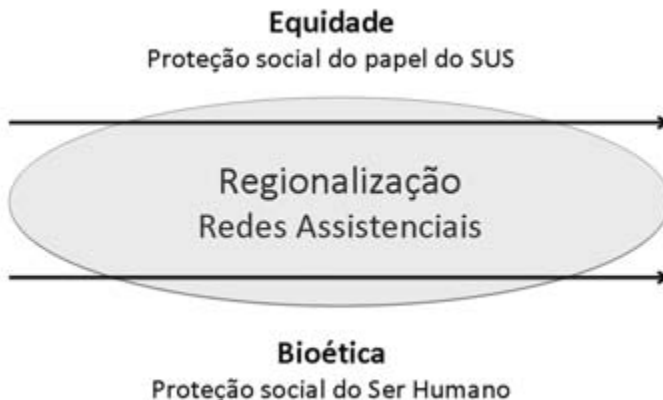 Equidade
Proteção social do papel do SUS
Regionalização
Redes Assistenciais
Bioética
Proteção social do Ser Humano